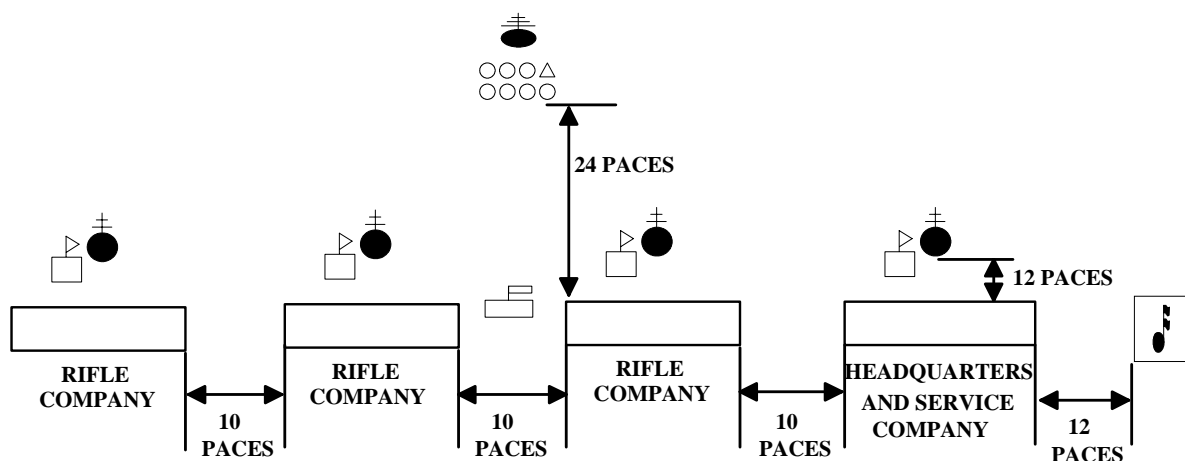 24 PACES
12 PACES
RIFLE
COMPANY
RIFLE
COMPANY
RIFLE
COMPANY
HEADQUARTERS
AND SERVICE
COMPANY
10
PACES
10
PACES
10
PACES
12
PACES